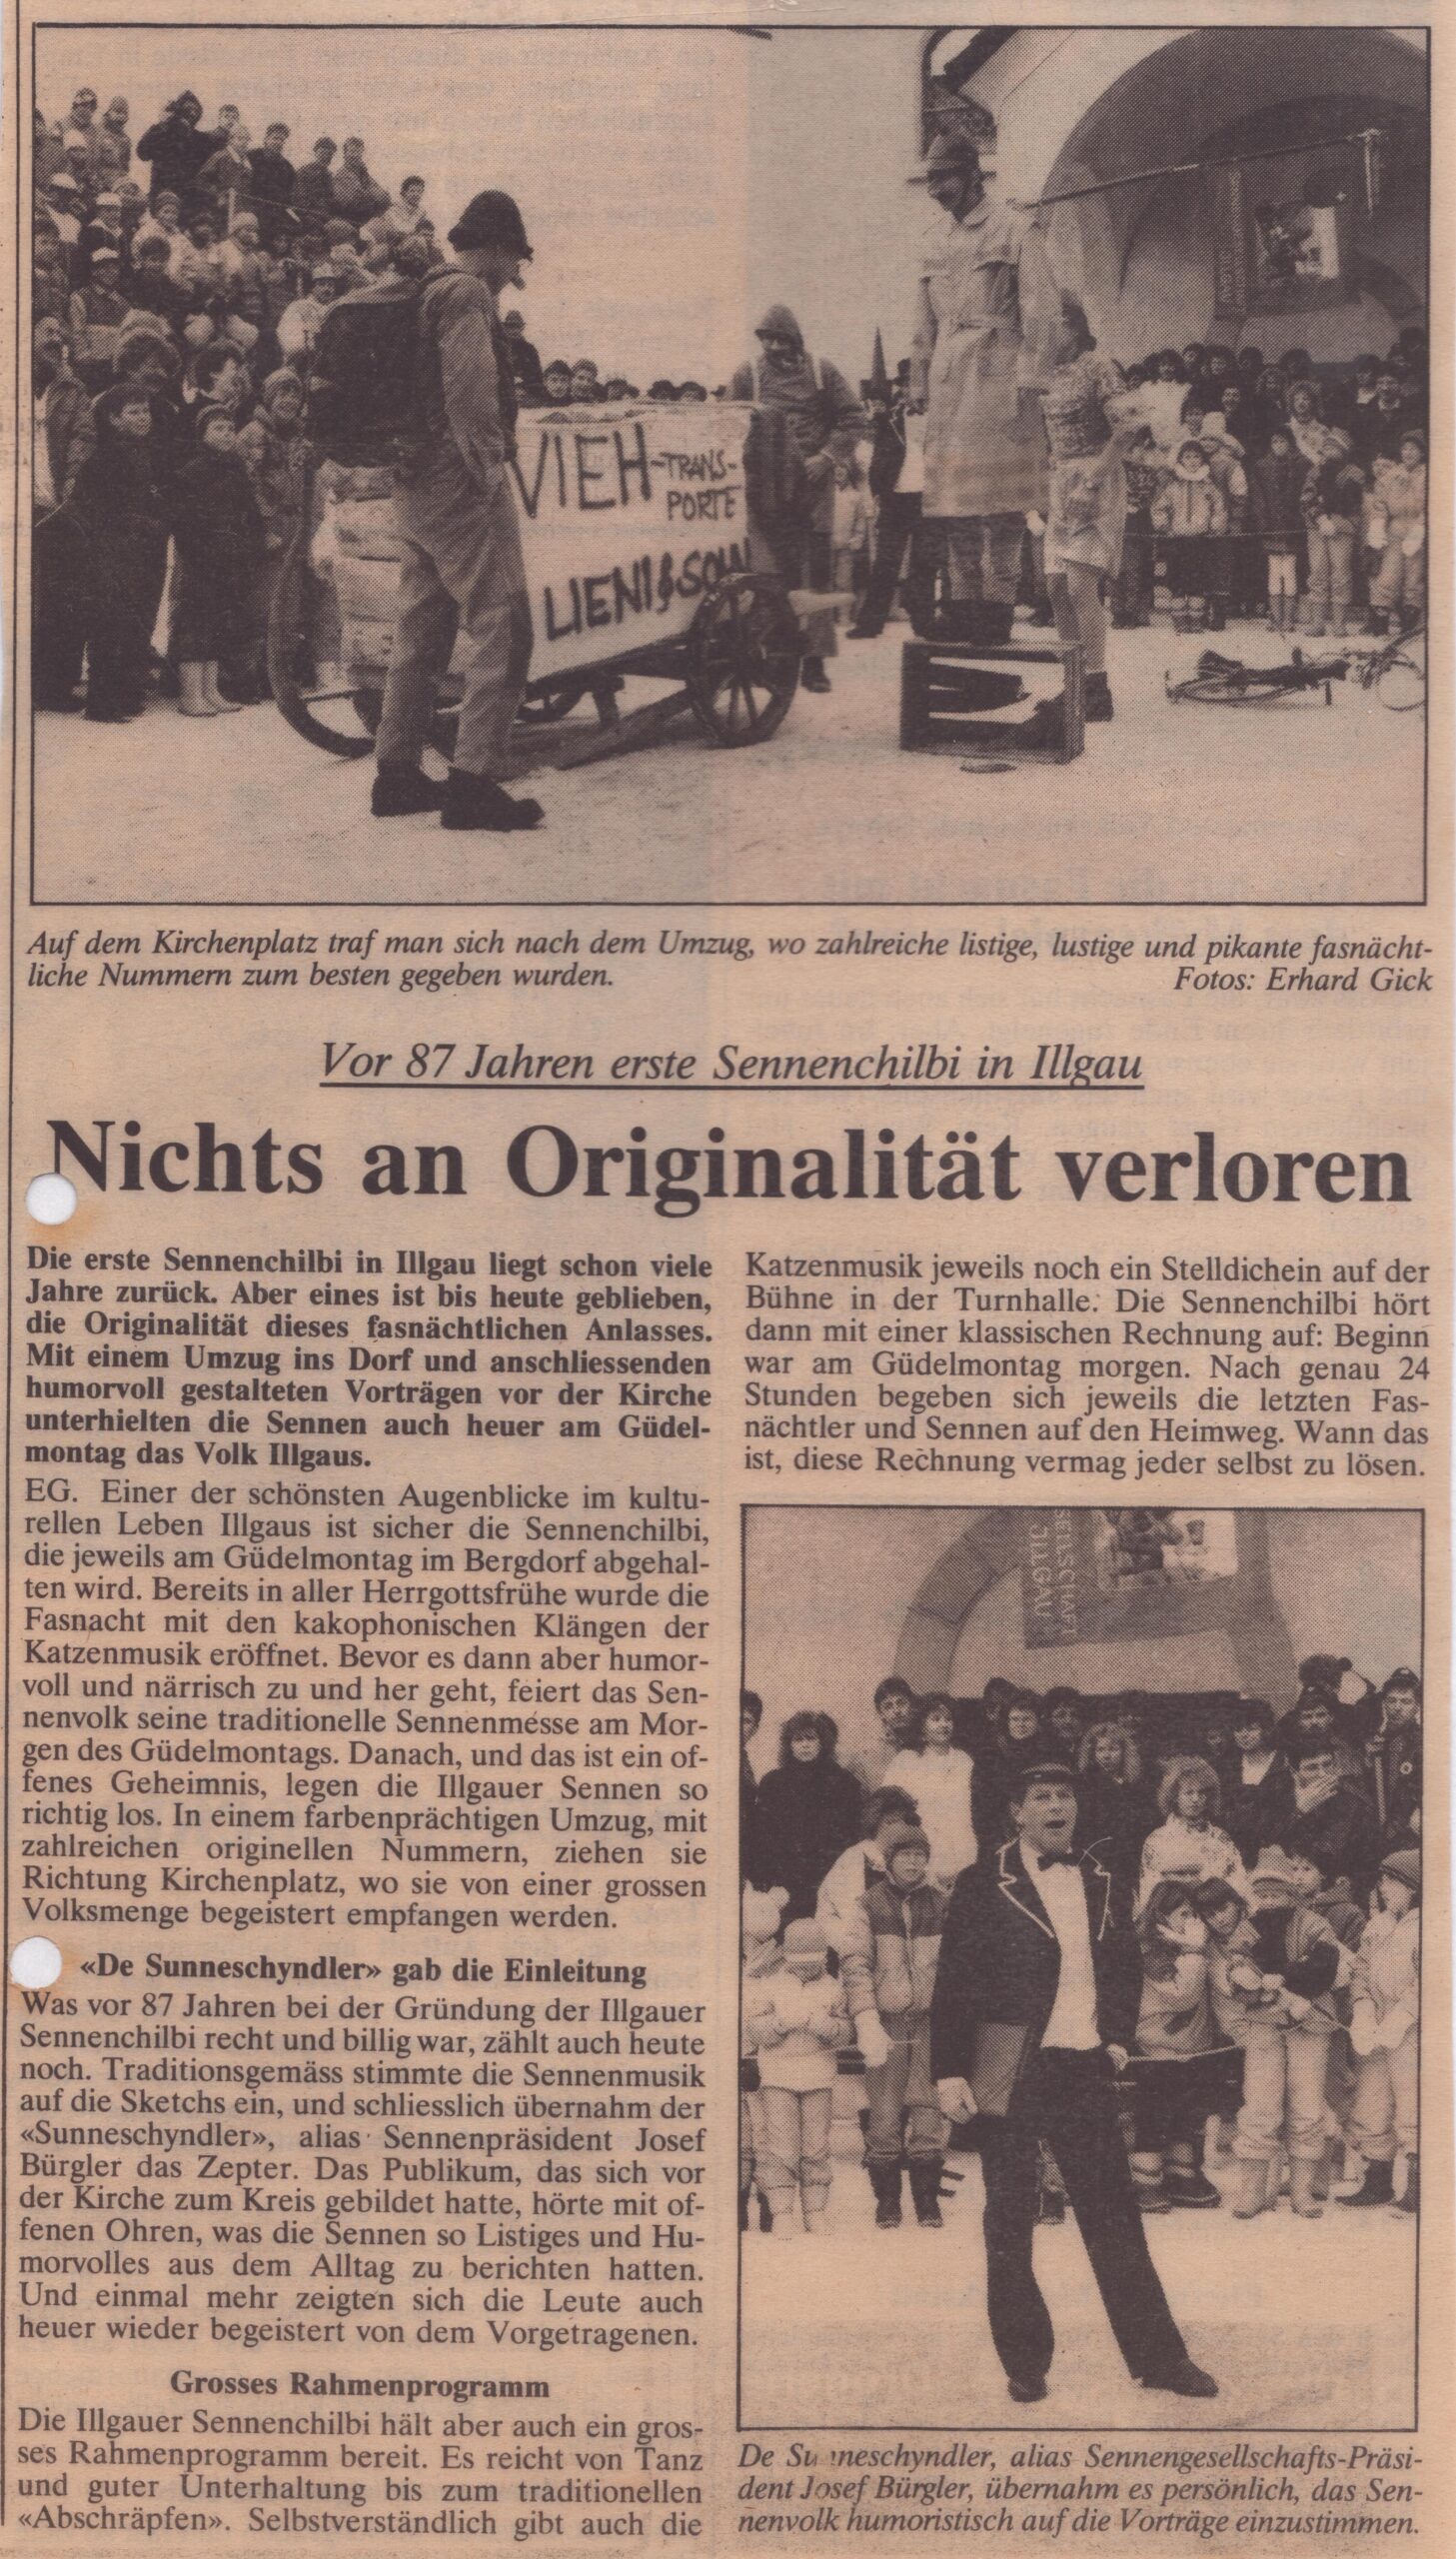 VIEH-TRANS-
PORTE
LIENI & SOHN
Auf dem Kirchenplatz traf man sich nach dem Umzug, wo zahlreiche listige, lustige und pikante fasnächt-
liche Nummern zum besten gegeben wurden. Fotos: Erhard Gick
Vor 87 Jahren erste Sennenchilbi in Illgau
Nichts an Originalität verloren
Die erste Sennenchilbi in Illgau liegt schon viele
Jahre zurück. Aber eines ist bis heute geblieben,
die Originalität dieses fasnächtlichen Anlasses.
Mit einem Umzug ins Dorf und anschliessenden
humorvoll gestalteten Vorträgen vor der Kirche
unterhielten die Sennen auch heuer am Güdel-
montag das Volk Illgaus.
EG. Einer der schönsten Augenblicke im kultu-
rellen Leben Illgaus ist sicher die Sennenchilbi,
die jeweils am Güdelmontag im Bergdorf abgehal-
ten wird. Bereits in aller Herrgottsfrühe wurde die
Fasnacht mit den kakophonischen Klängen der
Katzenmusik eröffnet. Bevor es dann aber humor-
voll und närrisch zu und her geht, feiert das Sen-
nenvolk seine traditionelle Sennenmesse am Mor-
gen des Güdelmontags. Danach, und das ist ein of-
fenes Geheimnis, legen die Illgauer Sennen so
richtig los. In einem farbenprächtigen Umzug, mit
zahlreichen originellen Nummern, ziehen sie
Richtung Kirchenplatz, wo sie von einer grossen
Volksmenge begeistert empfangen werden.
«De Sunneschyndler» gab die Einleitung
Was vor 87 Jahren bei der Gründung der Illgauer
Sennenchilbi recht und billig war, zählt auch heute
noch. Traditionsgemäss stimmte die Sennenmusik
auf die Sketchs ein, und schliesslich übernahm der
«Sunneschyndler», alias Sennenpräsident Josef
Bürgler das Zepter. Das Publikum, das sich vor
der Kirche zum Kreis gebildet hatte, hörte mit of-
fenen Ohren, was die Sennen so Listiges und Hu-
morvolles aus dem Alltag zu berichten hatten.
Und einmal mehr zeigten sich die Leute auch
heuer wieder begeistert von dem Vorgetragenen.
Grosses Rahmenprogramm
Die Illgauer Sennenchilbi hält aber auch ein gros-
ses Rahmenprogramm bereit. Es reicht von Tanz
und guter Unterhaltung bis zum traditionellen
«Abschräpfen». Selbstverständlich gibt auch die
Katzenmusik jeweils noch ein Stelldichein auf der
Bühne in der Turnhalle. Die Sennenchilbi hört
dann mit einer klassischen Rechnung auf: Beginn
war am Güdelmontag morgen. Nach genau 24
Stunden begeben sich jeweils die letzten Fas-
nächtler und Sennen auf den Heimweg. Wann das
ist, diese Rechnung vermag jeder selbst zu lösen.
SELSCHAFT
ILLGAU
De Sunneschyndler, alias Sennengesellschafts-Präsi-
dent Josef Bürgler, übernahm es persönlich, das Sen-
nenvolk humoristisch auf die Vorträge einzustimmen.